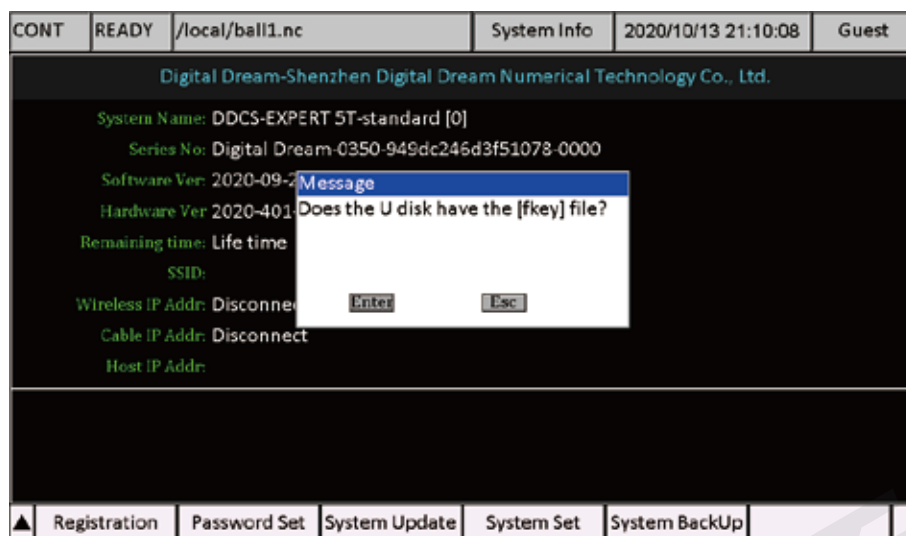 CONT READY /local/ball1.nc System Info 2020/10/13 21:10:08 Guest
Digital Dream-Shenzhen Digital Dream Numerical Technology Co., Ltd.
System Name: DDCS-EXPERT 5T-standard [0]
Series No: Digital Dream-0350-949dc246d3f51078-0000
Software Ver: 2020-09-2
Hardware Ver 2020-401-
Remaining time: Life time
SSID:
Wireless IP Addr: Disconne
Cable IP Addr: Disconnect
Host IP Addr:
Message
Does the U disk have the [fkey] file?
Enter Esc
▲ Registration Password Set System Update System Set System BackUp